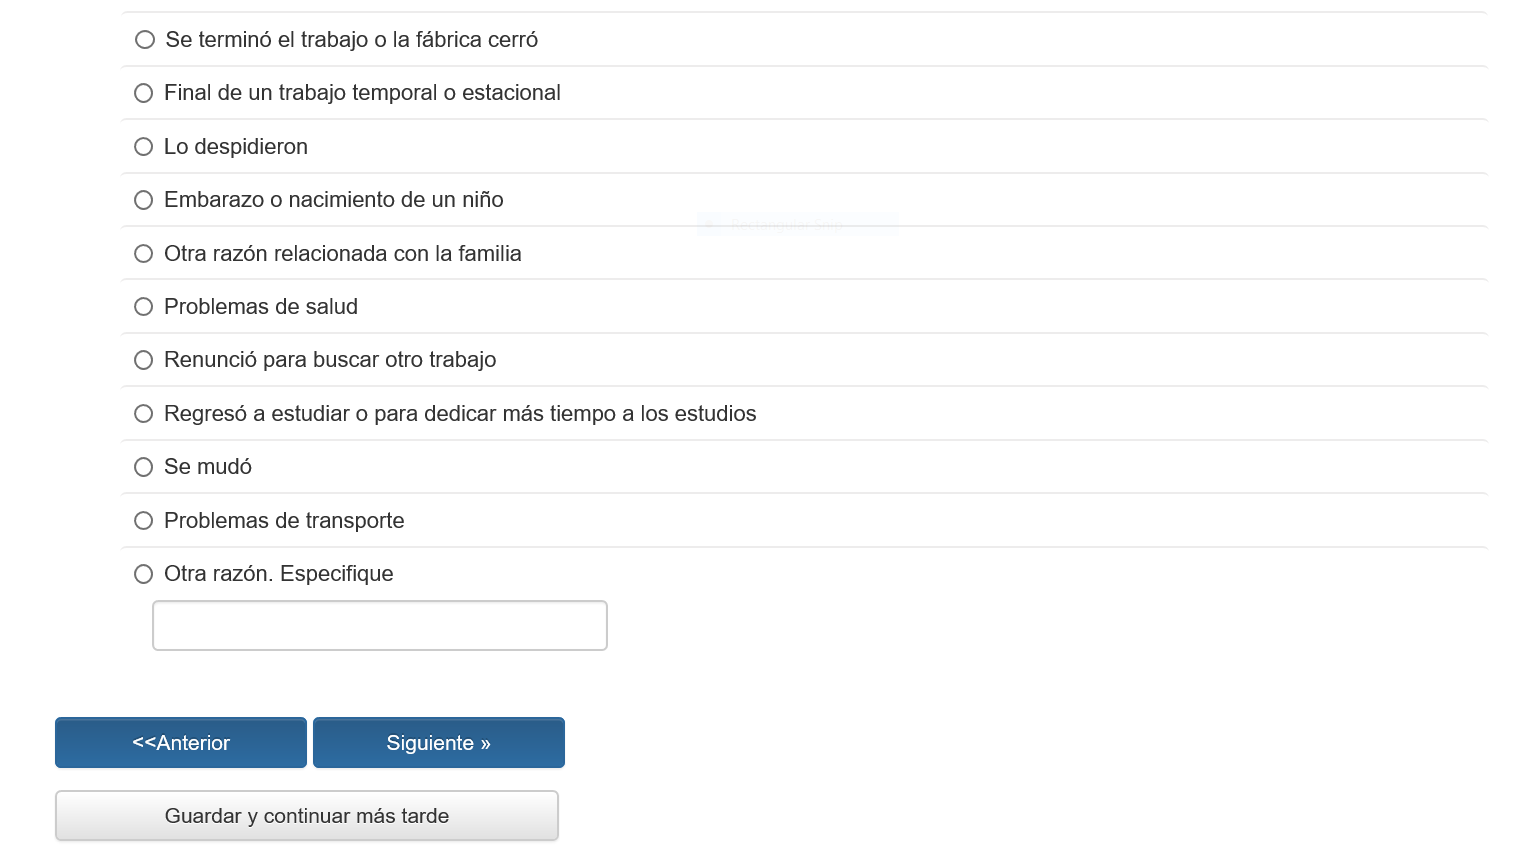 Se terminó el trabajo o la fábrica cerró
Final de un trabajo temporal o estacional
Lo despidieron
Embarazo o nacimiento de un niño
Otra razón relacionada con la familia
Problemas de salud
Renunció para buscar otro trabajo
Regresó a estudiar o para dedicar más tiempo a los estudios
Se mudó
Problemas de transporte
Otra razón. Especifique
<<Anterior
Siguiente »
Guardar y continuar más tarde